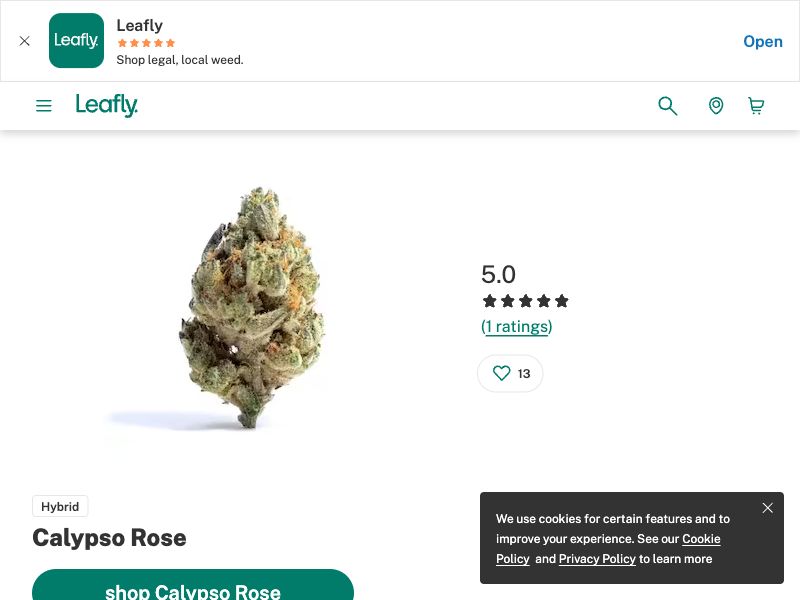 Leafly.
Leafly
Shop legal, local weed.
Open
Leafly.
5.0
(1 ratings)
13
Hybrid
Calypso Rose
shop Calypso Rose
We use cookies for certain features and to
improve your experience. See our Cookie
Policy and Privacy Policy to learn more